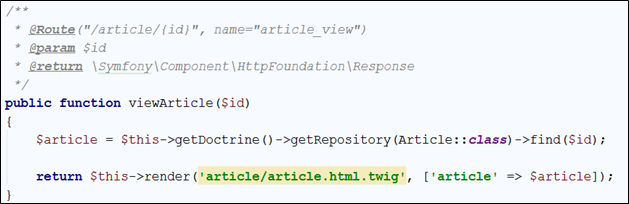 /**
 * @Route("/article/{id}", name="article_view")
 * @param $id
 * @return \Symfony\Component\HttpFoundation\Response
 */
public function viewArticle($id)
{
    $article = $this->getDoctrine()->getRepository(Article::class)->find($id);

    return $this->render('article/article.html.twig', ['article' => $article]);
}